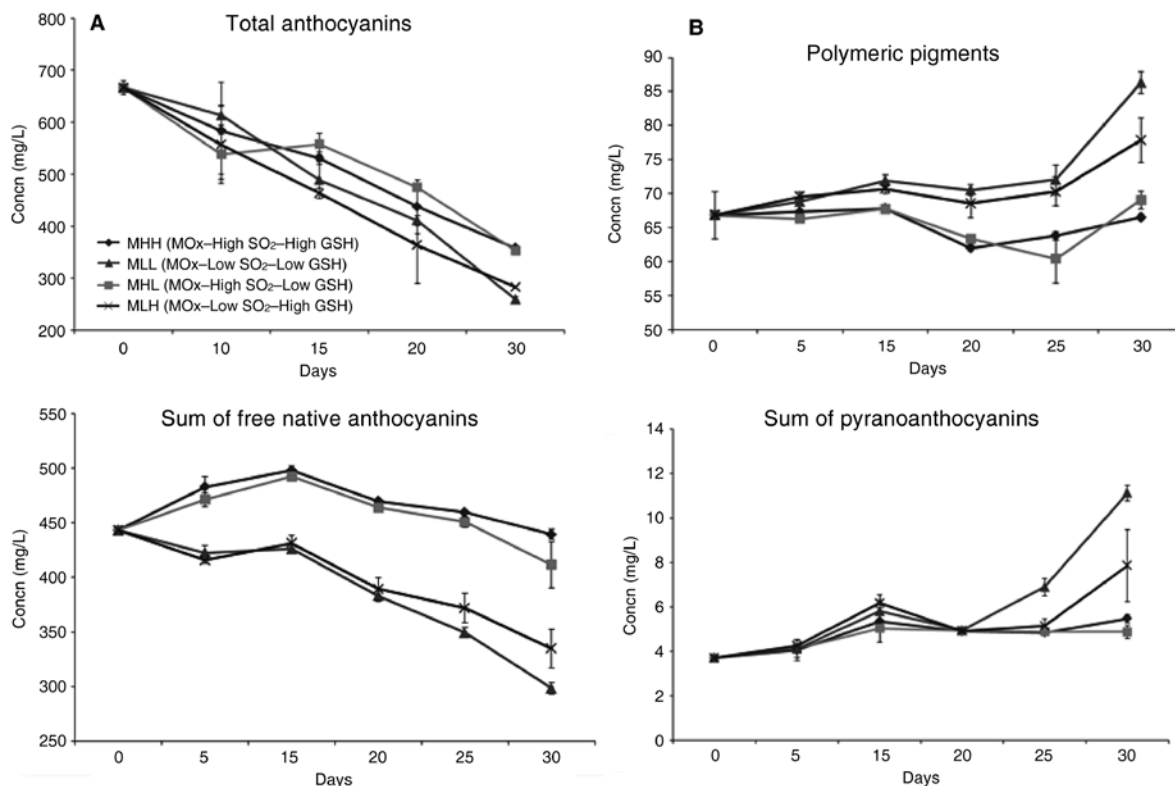 A
Total anthocyanins
800
700
600
500
400
300
200
Concn (mg/L)
MHH (MOx–High SO₂–High GSH)
MLL (MOx–Low SO₂–Low GSH)
MHL (MOx–High SO₂–Low GSH)
MLH (MOx–Low SO₂–High GSH)
0 10 15 20 30
Days
B
Polymeric pigments
90
85
80
75
70
65
60
55
50
Concn (mg/L)
0 5 15 20 25 30
Days
Sum of free native anthocyanins
550
500
450
400
350
300
250
Concn (mg/L)
0 5 15 20 25 30
Days
Sum of pyranoanthocyanins
14
12
10
8
6
4
2
0
Concn (mg/L)
0 5 15 20 25 30
Days